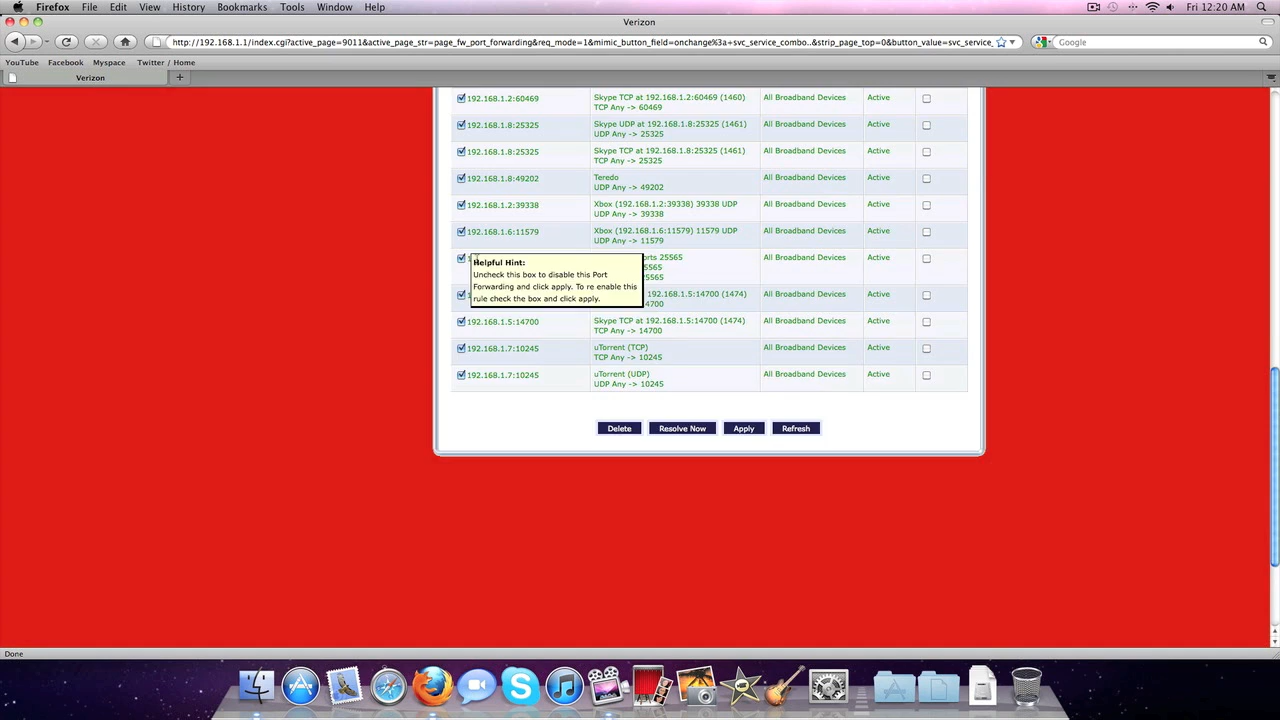 Firefox File Edit View History Bookmarks Tools Window Help Fri 12:20 AM
Verizon
http://192.168.1.1/index.cgi?active_page=9011&active_page_str=page_fw_port_forwarding&req_mode=1&mimic_button_field=onchange%3a+svc_service_combo..&strip_page_top=0&button_value=svc_service_ Google
YouTube Facebook Myspace Twitter / Home
Verizon
192.168.1.2:60469 Skype TCP at 192.168.1.2:60469 (1460) All Broadband Devices Active
TCP Any -> 60469
192.168.1.8:25325 Skype UDP at 192.168.1.8:25325 (1461) All Broadband Devices Active
UDP Any -> 25325
192.168.1.8:25325 Skype TCP at 192.168.1.8:25325 (1461) All Broadband Devices Active
TCP Any -> 25325
192.168.1.8:49202 Teredo All Broadband Devices Active
UDP Any -> 49202
192.168.1.2:39338 Xbox (192.168.1.2:39338) 39338 UDP All Broadband Devices Active
UDP Any -> 39338
192.168.1.6:11579 Xbox (192.168.1.6:11579) 11579 UDP All Broadband Devices Active
UDP Any -> 11579
orts 25565 All Broadband Devices Active
5565
5565
Helpful Hint:
Uncheck this box to disable this Port
Forwarding and click apply. To re enable this
rule check the box and click apply.
192.168.1.5:14700 (1474) All Broadband Devices Active
4700
192.168.1.5:14700 Skype TCP at 192.168.1.5:14700 (1474) All Broadband Devices Active
TCP Any -> 14700
192.168.1.7:10245 uTorrent (TCP) All Broadband Devices Active
TCP Any -> 10245
192.168.1.7:10245 uTorrent (UDP) All Broadband Devices Active
UDP Any -> 10245
Delete Resolve Now Apply Refresh
Done